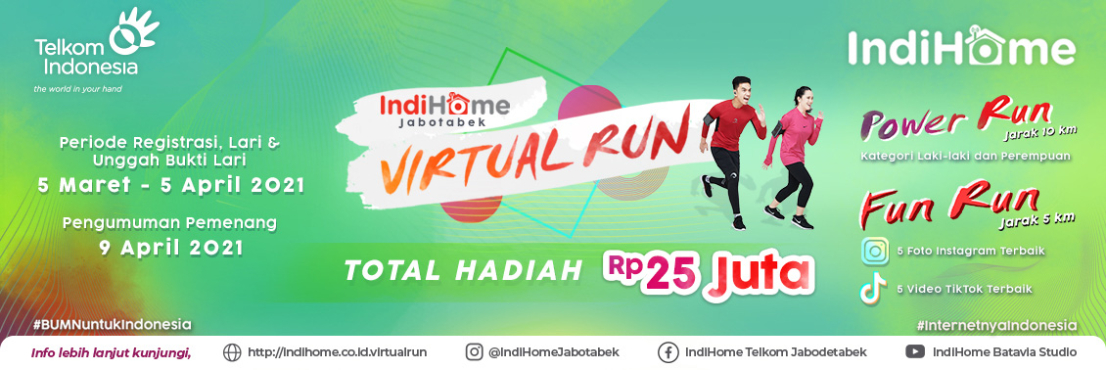 Telkom
Indonesia
the world in your hand
Periode Registrasi, Lari &
Unggah Bukti Lari
5 Maret - 5 April 2021
Pengumuman Pemenang
9 April 2021
#BUMNuntukIndonesia
IndiHome
Jabotabek
VIRTUAL RUN
TOTAL HADIAH Rp25 Juta
IndiHome
Power Run
Jarak 10 km
Kategori Laki-laki dan Perempuan
Fun Run
Jarak 5 km
5 Foto Instagram Terbaik
5 Video TikTok Terbaik
#InternetnyaIndonesia
Info lebih lanjut kunjungi, http://indihome.co.id.virtualrun @IndiHomeJabotabek IndiHome Telkom Jabodetabek IndiHome Batavia Studio